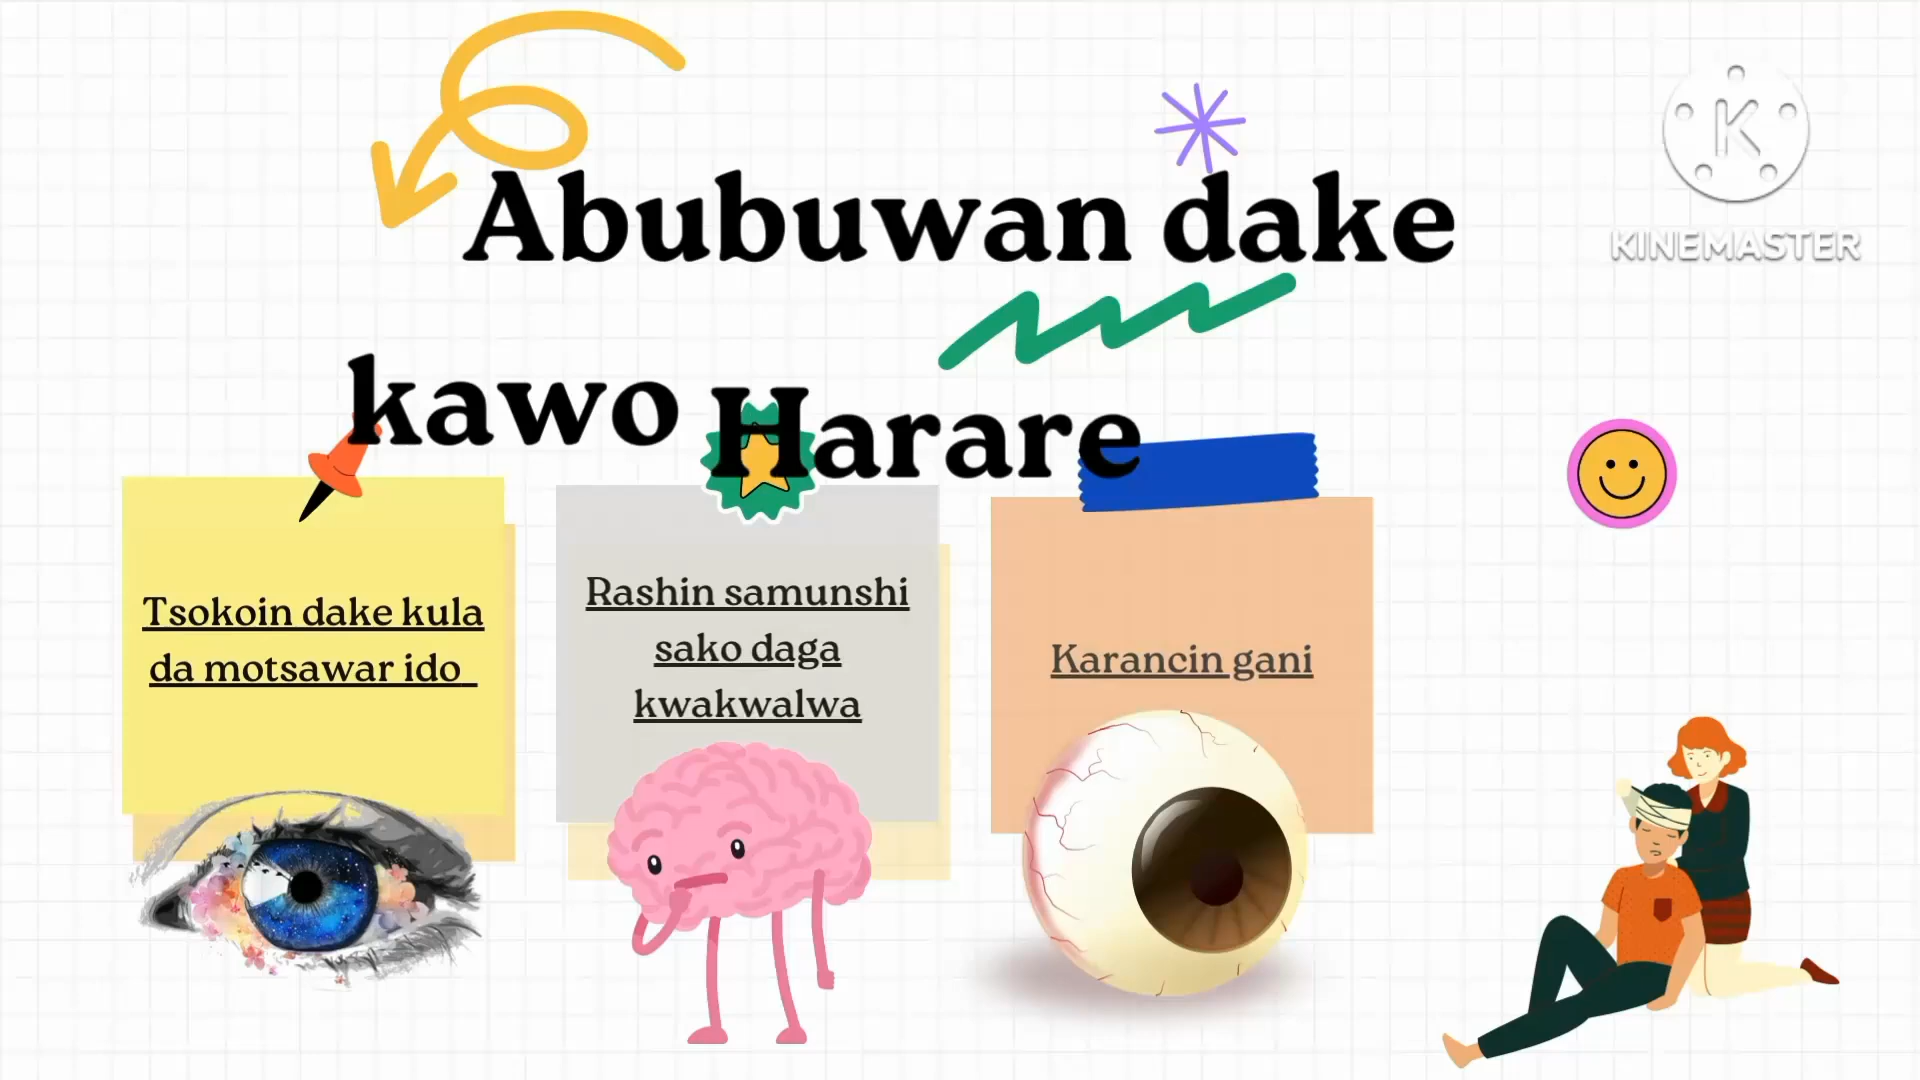 Abubuwan dake
kawo Harare
K
KINEMASTER
Tsokoin dake kula
da motsawar ido
Rashin samunshi
sako daga
kwakwalwa
Karancin gani